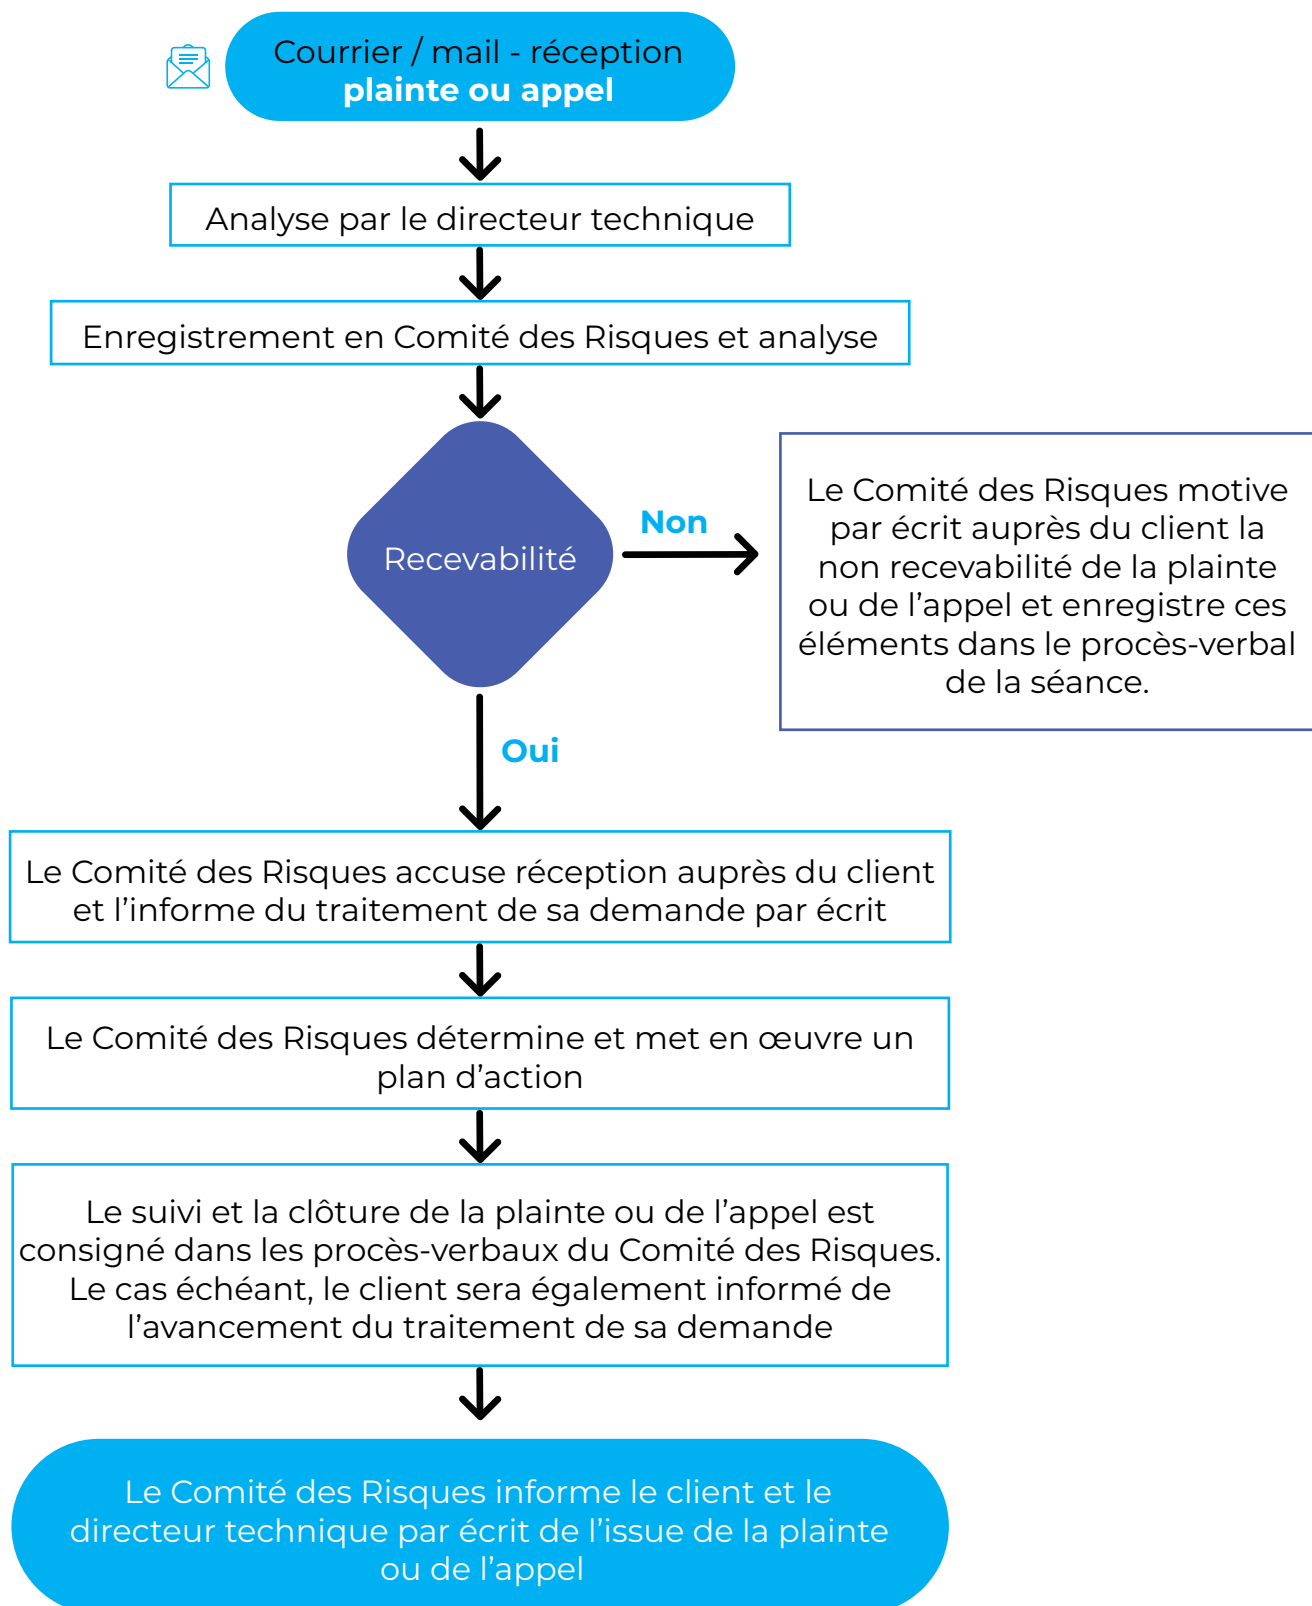 Courrier / mail - réception
plainte ou appel
Analyse par le directeur technique
Enregistrement en Comité des Risques et analyse
Recevabilité
Non
Le Comité des Risques motive
par écrit auprès du client la
non recevabilité de la plainte
ou de l’appel et enregistre ces
éléments dans le procès-verbal
de la séance.
Oui
Le Comité des Risques accuse réception auprès du client
et l’informe du traitement de sa demande par écrit
Le Comité des Risques détermine et met en œuvre un
plan d’action
Le suivi et la clôture de la plainte ou de l’appel est
consigné dans les procès-verbaux du Comité des Risques.
Le cas échéant, le client sera également informé de
l’avancement du traitement de sa demande
Le Comité des Risques informe le client et le
directeur technique par écrit de l’issue de la plainte
ou de l’appel